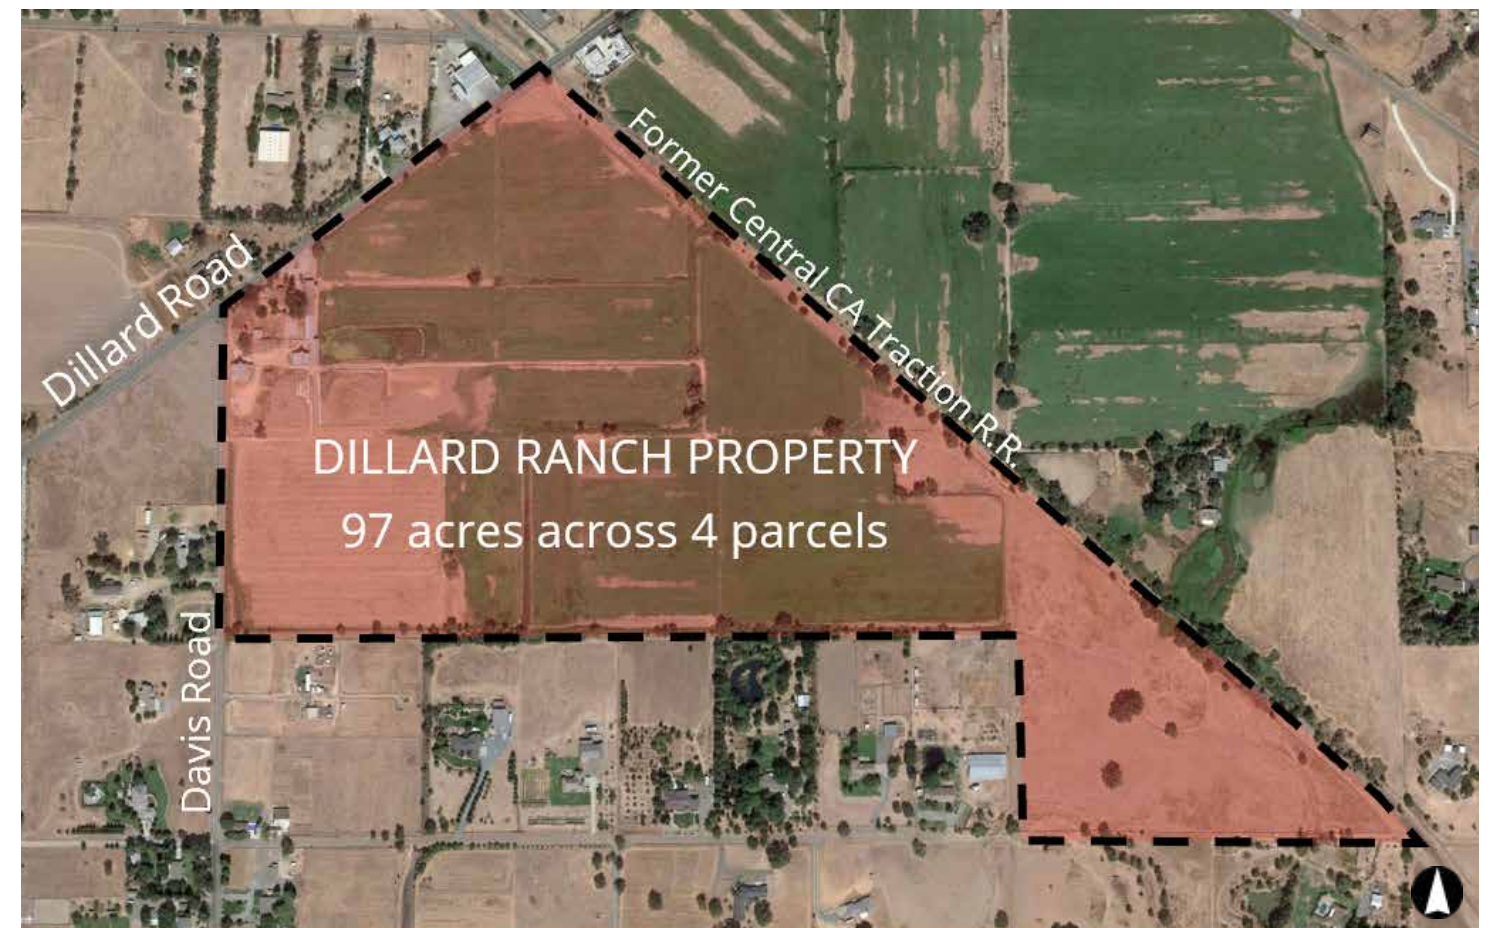 Former Central CA Traction R.R.
Dillard Road
DILLARD RANCH PROPERTY
97 acres across 4 parcels
Davis Road